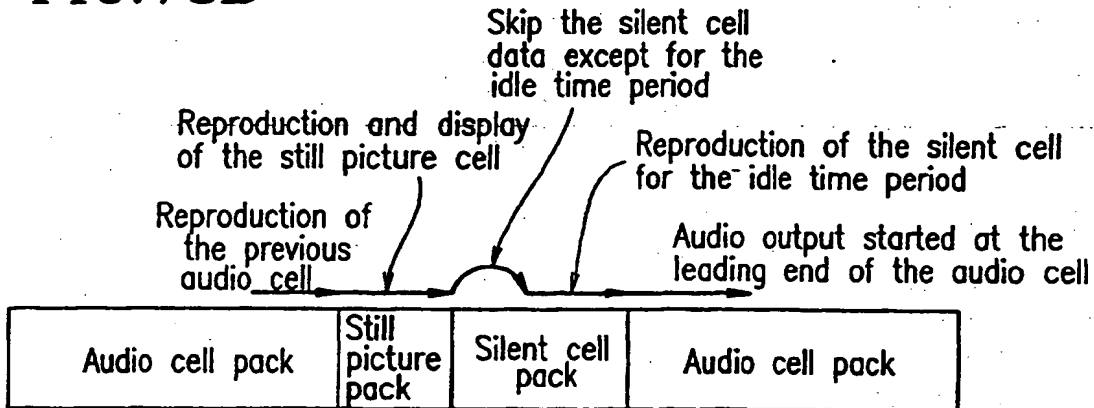 Skip the silent cell
data except for the
idle time period
Reproduction and display
of the still picture cell
Reproduction of the silent cell
for the idle time period
Reproduction of
the previous
audio cell
Audio output started at the
leading end of the audio cell
Audio cell pack
Still
picture
pack
Silent cell
pack
Audio cell pack